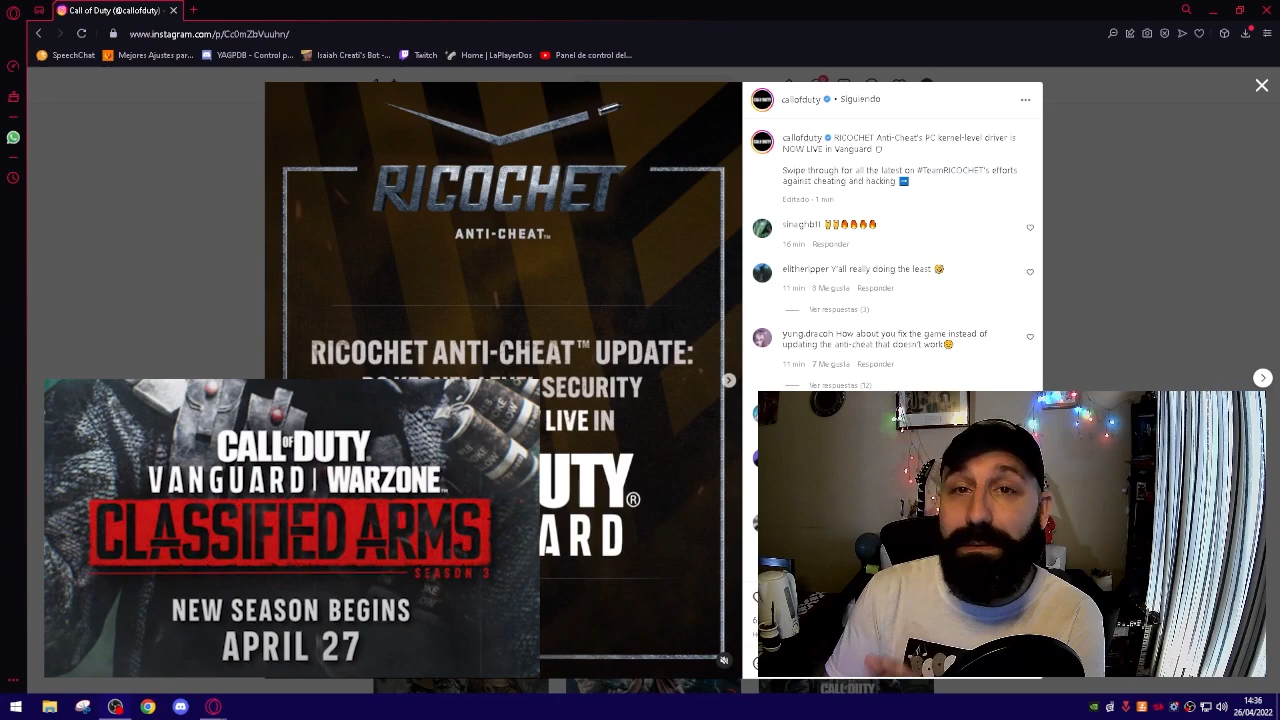 Call of Duty (@callofduty) -
www.instagram.com/p/Cc0mZbVuuhn/
SpeechChat
Mejores Ajustes par...
YAGPDB - Control p...
Isaiah Creati's Bot -...
Twitch
Home | LaPlayerDos
Panel de control del...
RICOCHET
ANTI-CHEAT™
RICOCHET ANTI-CHEAT™ UPDATE:
SECURITY
LIVE IN
UTY®
ARD
callofduty • Siguiendo
callofduty RICOCHET Anti-Cheat's PC kernel-level driver is
NOW LIVE in Vanguard
Swipe through for all the latest on #TeamRICOCHET's efforts
against cheating and hacking
Editado · 1 min
sinaghb!!
16 min Responder
elitheripper Y'all really doing the least
11 min 8 Me gusta Responder
Ver respuestas (3)
yung.dracoh How about you fix the game instead of
updating the anti-cheat that doesn't work
11 min 7 Me gusta Responder
Ver respuestas (12)
CALL OF DUTY
VANGUARD | WARZONE™
CLASSIFIED ARMS
SEASON 3
NEW SEASON BEGINS
APRIL 27
14:36
26/04/2022